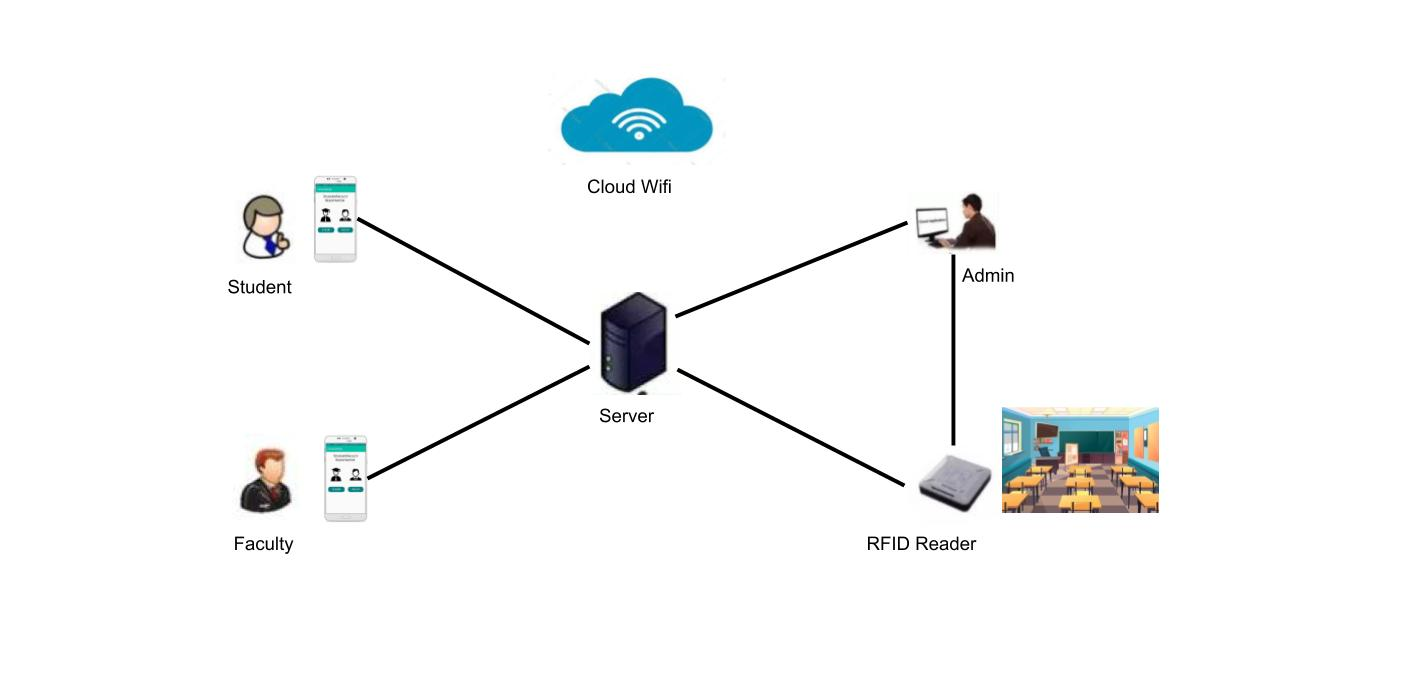 Cloud Wifi
Student
Admin
Server
Faculty
RFID Reader